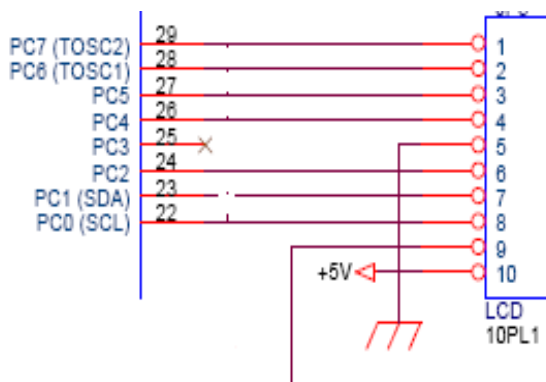 PC7 (TOSC2) 29 1
PC6 (TOSC1) 28 2
PC5 27 3
PC4 26 4
PC3 25 5
PC2 24 6
PC1 (SDA) 23 7
PC0 (SCL) 22 8
9
+5V 10
LCD
10PL1